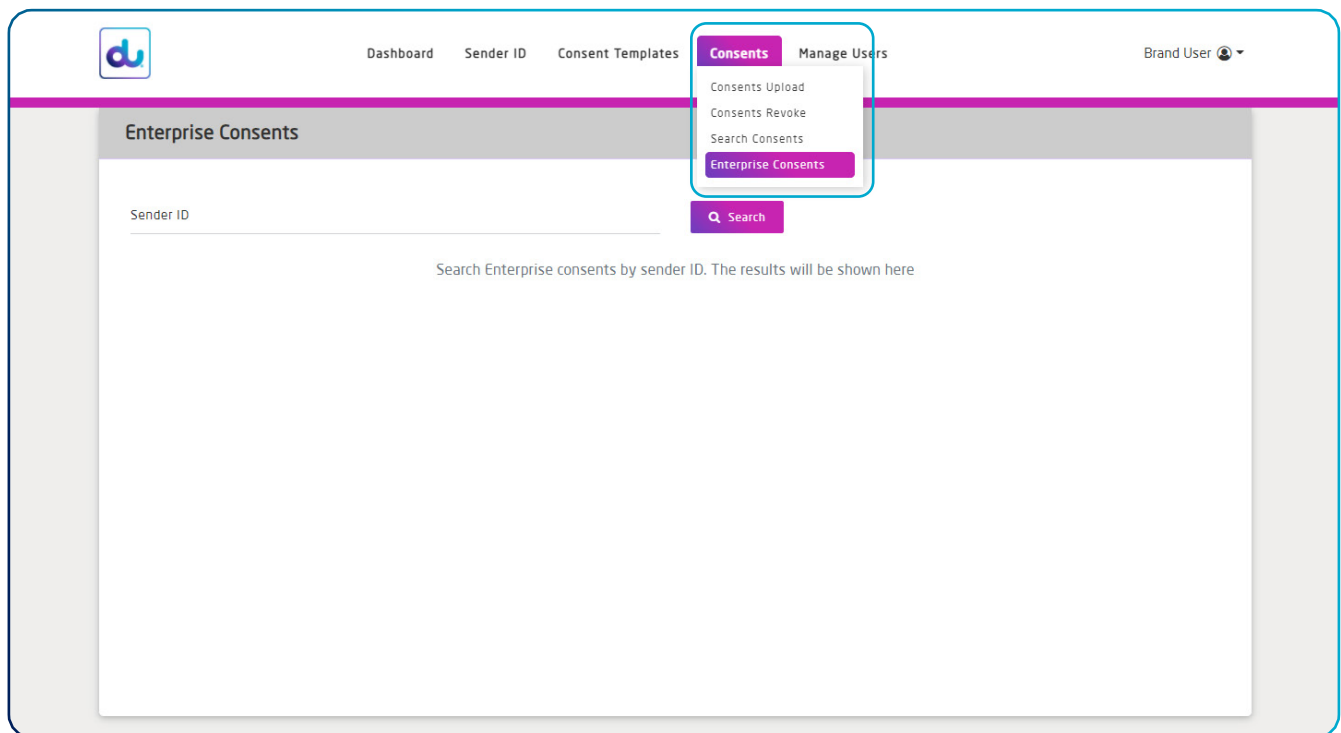 du
Dashboard Sender ID Consent Templates Consents Manage Users Brand User
Consents Upload
Consents Revoke
Search Consents
Enterprise Consents
Enterprise Consents
Sender ID
Search
Search Enterprise consents by sender ID. The results will be shown here